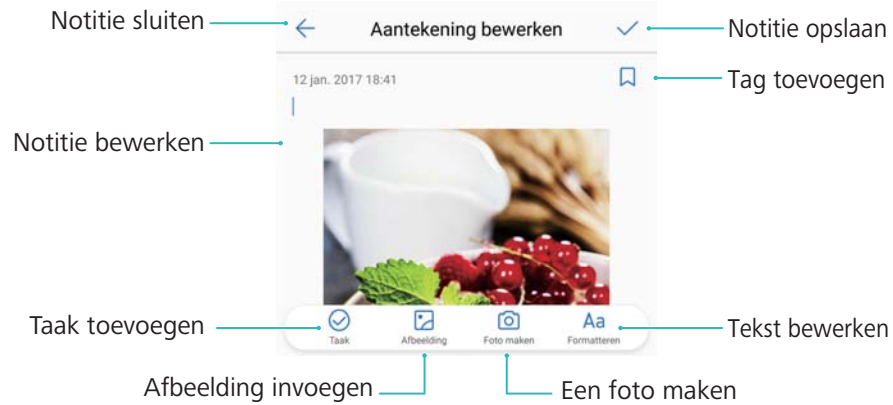 Notitie sluiten
Aantekening bewerken
Notitie opslaan
12 jan. 2017 18:41
Tag toevoegen
Notitie bewerken
Taak toevoegen
Taak
Afbeelding
Foto maken
Aa
Formatteren
Tekst bewerken
Afbeelding invoegen
Een foto maken